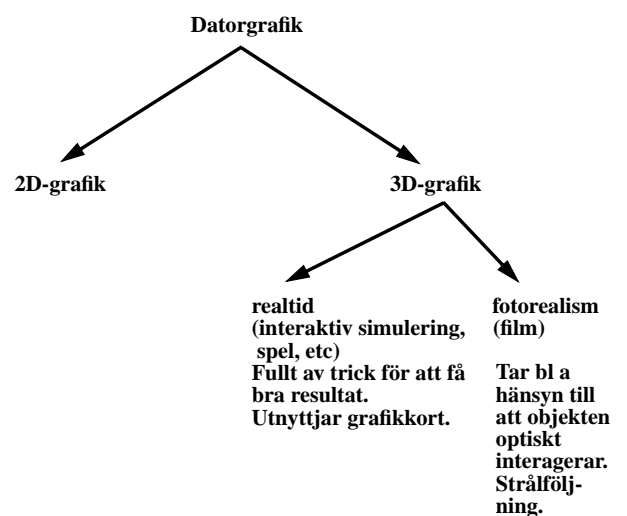 Datorgrafik
2D-grafik
3D-grafik
realtid
(interaktiv simulering,
spel, etc)
Fullt av trick för att få
bra resultat.
Utnyttjar grafikkort.
fotorealism
(film)
Tar bl a
hänsyn till
att objekten
optiskt
interagerar.
Strålfölj-
ning.